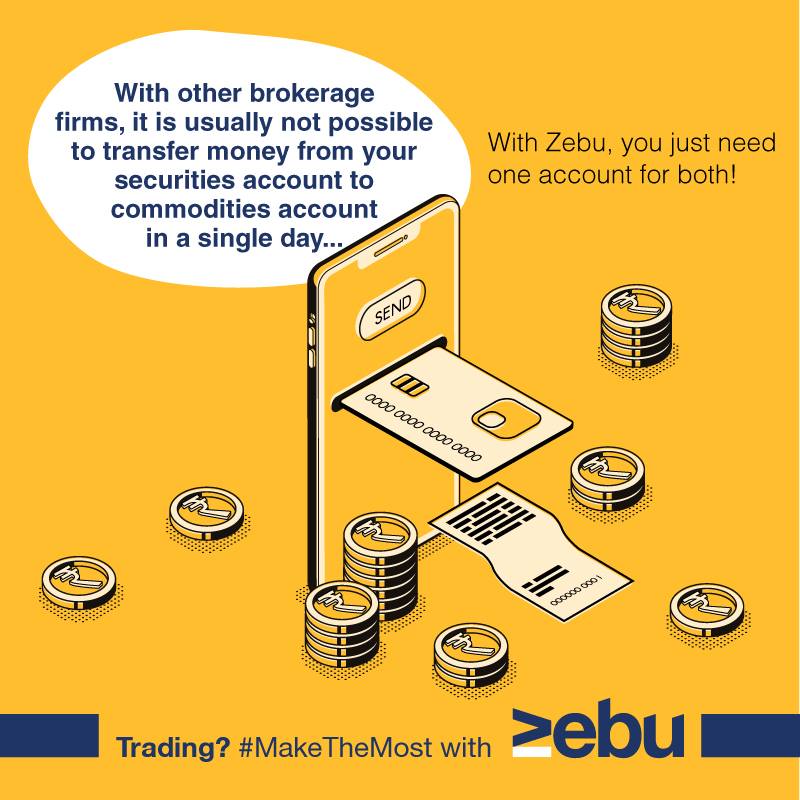 With other brokerage
firms, it is usually not possible
to transfer money from your
securities account to
commodities account
in a single day...
With Zebu, you just need
one account for both!
SEND
0000 0000 0000 0000
000000 000 I
Trading? #MakeTheMost with
Zebu